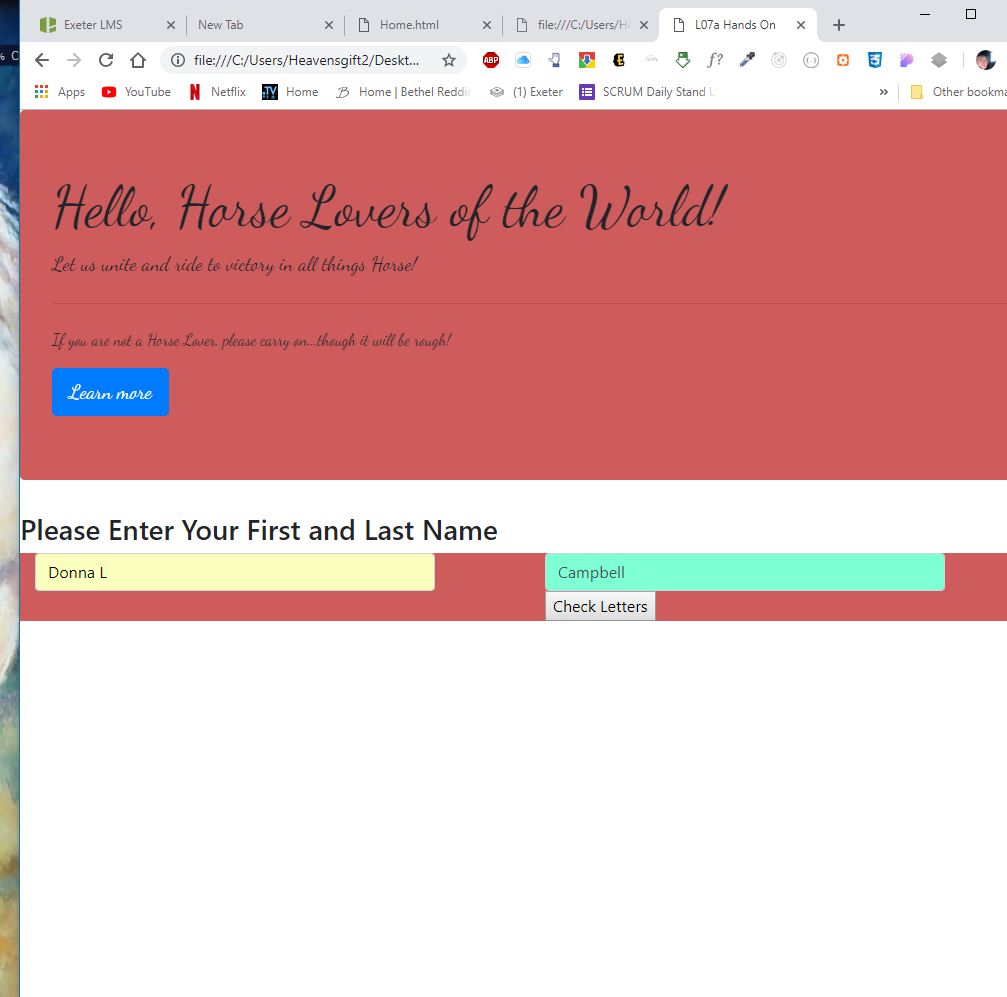 Exeter LMS New Tab Home.html file:///C:/Users/He L07a Hands On
% C
file:///C:/Users/Heavensgift2/Deskt... ABP f?
Apps YouTube Netflix Home Home | Bethel Reddin (1) Exeter SCRUM Daily Stand U » Other bookma
Hello, Horse Lovers of the World!
Let us unite and ride to victory in all things Horse!
If you are not a Horse Lover, please carry on...though it will be rough!
Learn more
Please Enter Your First and Last Name
Donna L Campbell
Check Letters